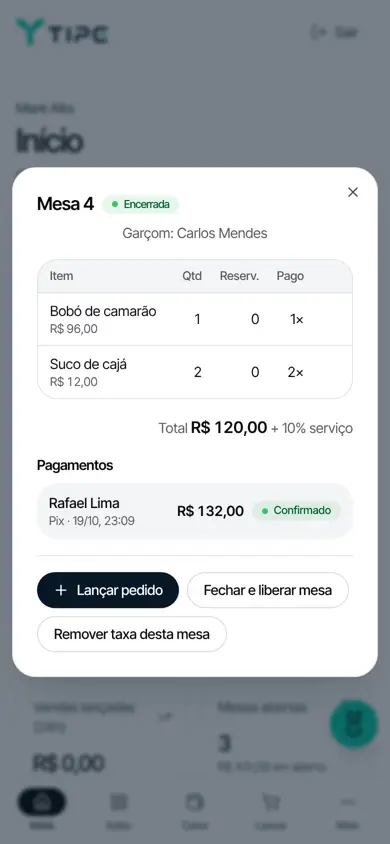 TIPC
Sair
Mare Alta
Início
Mesa 4
Encerrada
Garçom: Carlos Mendes
Item Qtd Reserv. Pago
Bobó de camarão 1 0 1×
R$ 96,00
Suco de cajá 2 0 2×
R$ 12,00
Total R$ 120,00 + 10% serviço
Pagamentos
Rafael Lima
Pix · 19/10, 23:09
R$ 132,00 Confirmado
+ Lançar pedido
Fechar e liberar mesa
Remover taxa desta mesa
Mesas abertas
R$ 0,00
3